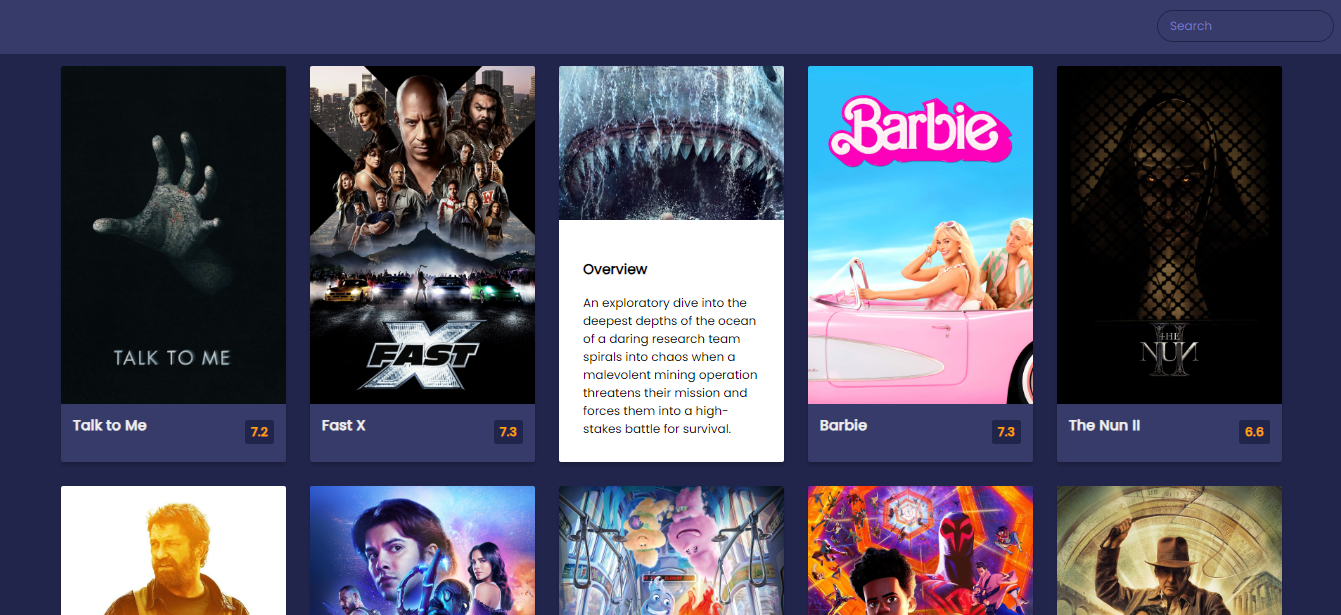 Search
TALK TO ME
FAST X
Barbie
THE
NUN
II
Overview
An exploratory dive into the
deepest depths of the ocean
of a daring research team
spirals into chaos when a
malevolent mining operation
threatens their mission and
forces them into a high-
stakes battle for survival.
Talk to Me
7.2
Fast X
7.3
Barbie
7.3
The Nun II
6.6